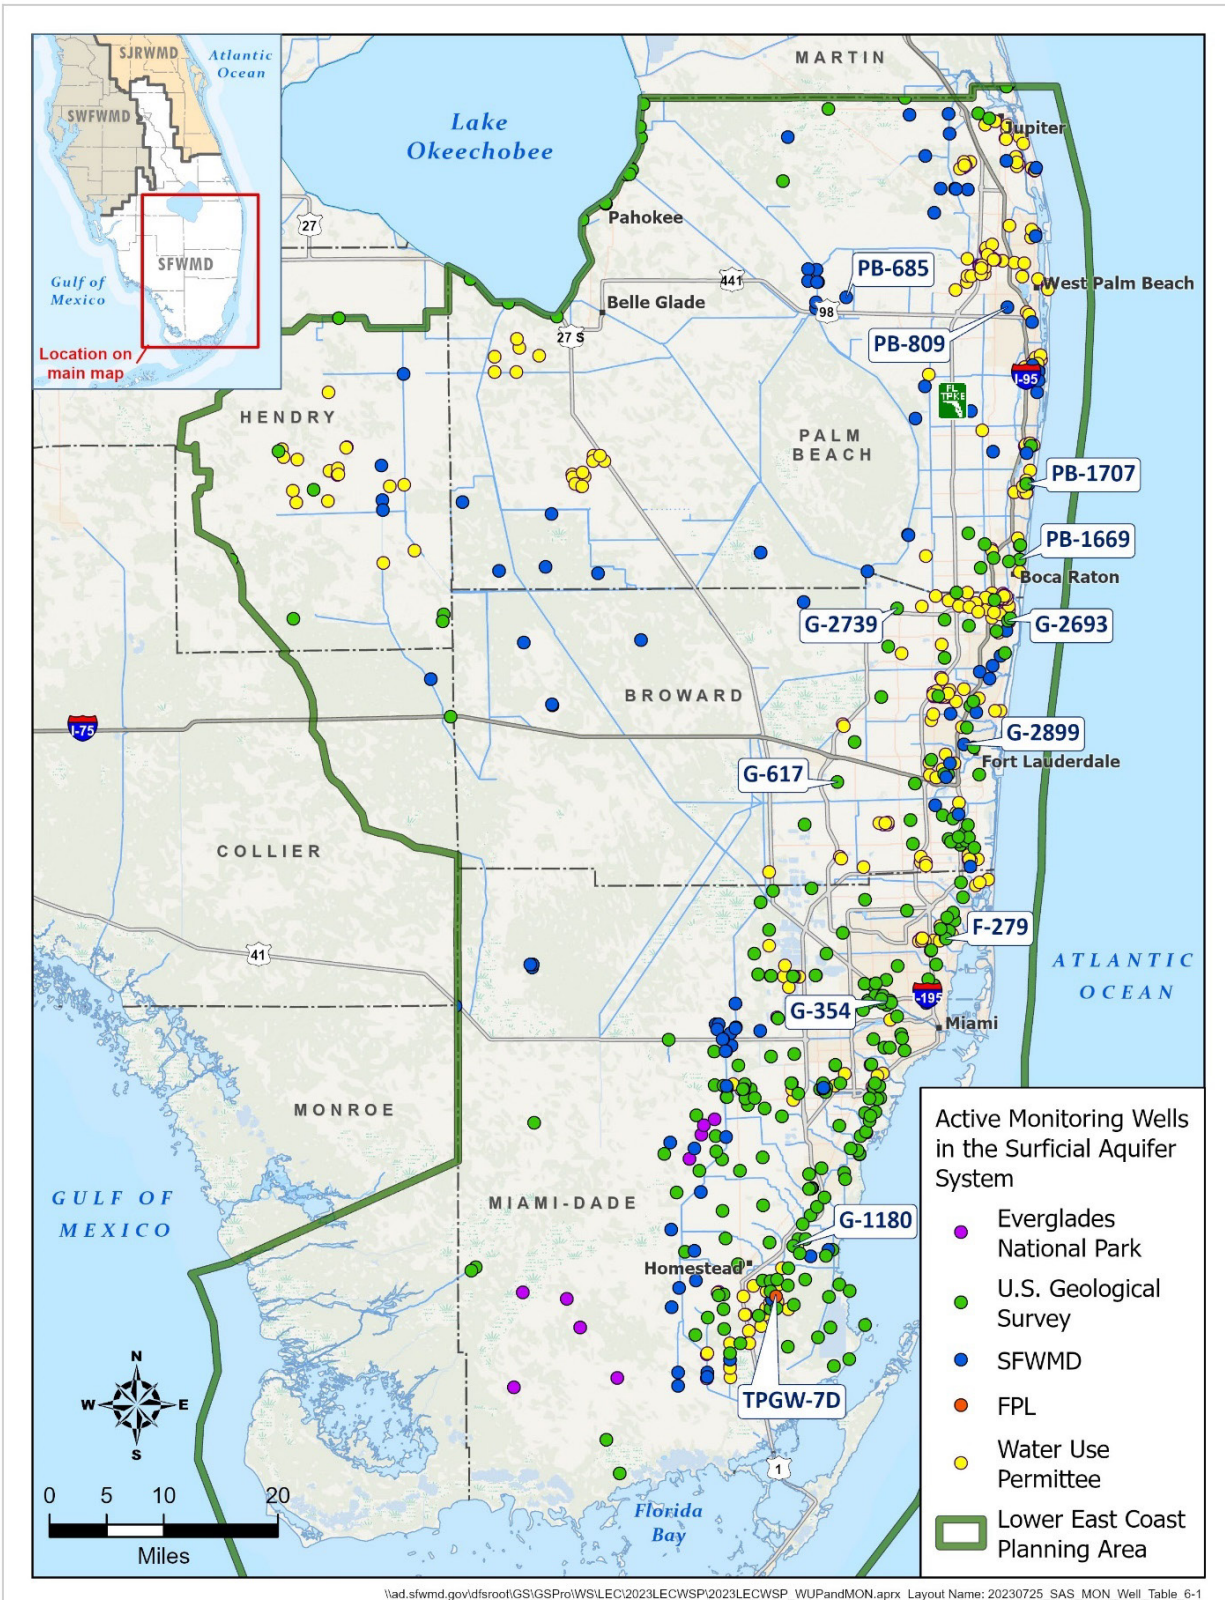 MARTIN
SJRWMD
Atlantic
Ocean
SWFWMD
SFWMD
Gulf of
Mexico
Location on
main map
Lake
Okeechobee
Jupiter
27
Pahokee
441
PB-685
West Palm Beach
Belle Glade
98
27 S
PB-809
I-95
FL
TPKE
HENDRY
PALM
BEACH
PB-1707
PB-1669
Boca Raton
G-2739
G-2693
BROWARD
I-75
G-2899
Fort Lauderdale
G-617
COLLIER
F-279
41
ATLANTIC
OCEAN
I-195
G-354
Miami
MONROE
GULF OF
MEXICO
MIAMI-DADE
G-1180
Homestead
TPGW-7D
N
W
E
S
1
0 5 10 20
Miles
Florida
Bay
Active Monitoring Wells
in the Surficial Aquifer
System
Everglades
National Park
U.S. Geological
Survey
SFWMD
FPL
Water Use
Permittee
Lower East Coast
Planning Area
\\ad.sfwmd.gov\dfsroot\GS\GSPro\WS\LEC\2023LECWSP\2023LECWSP_WUPandMON.aprx Layout Name: 20230725_SAS_MON_Well_Table_6-1